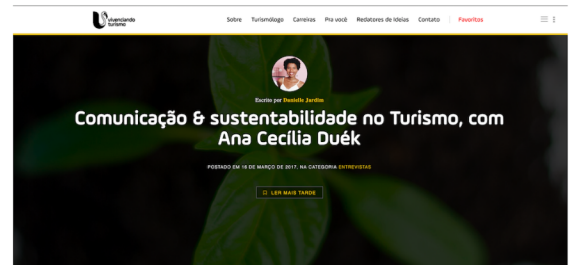 vivenciando
turismo
Sobre Turismólogo Carreiras Pra você Redatores de Ideias Contato Favoritos
Escrito por Danielle Jardim
Comunicação & sustentabilidade no Turismo, com
Ana Cecília Duék
POSTADO EM 16 DE MARÇO DE 2017, NA CATEGORIA ENTREVISTAS
LER MAIS TARDE